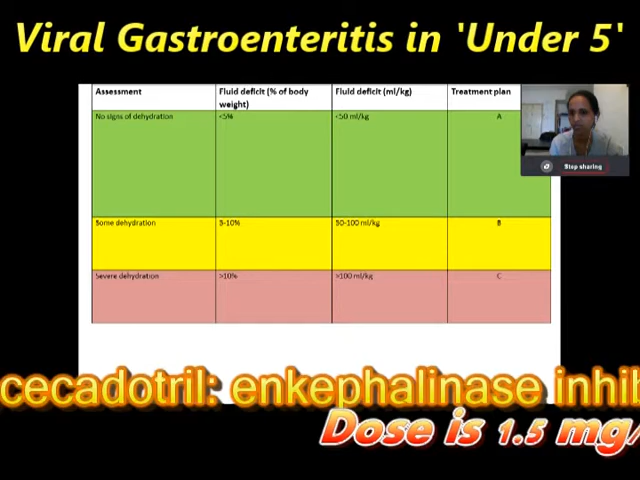 Viral Gastroenteritis in 'Under 5'
Assessment Fluid deficit (% of body weight) Fluid deficit (ml/kg) Treatment plan
No signs of dehydration <5% <50 ml/kg A
Some dehydration 5-10% 50-100 ml/kg B
Severe dehydration >10% >100 ml/kg C
Stop sharing
cecadotril: enkephalinase inhib
Dose is 1.5 mg/